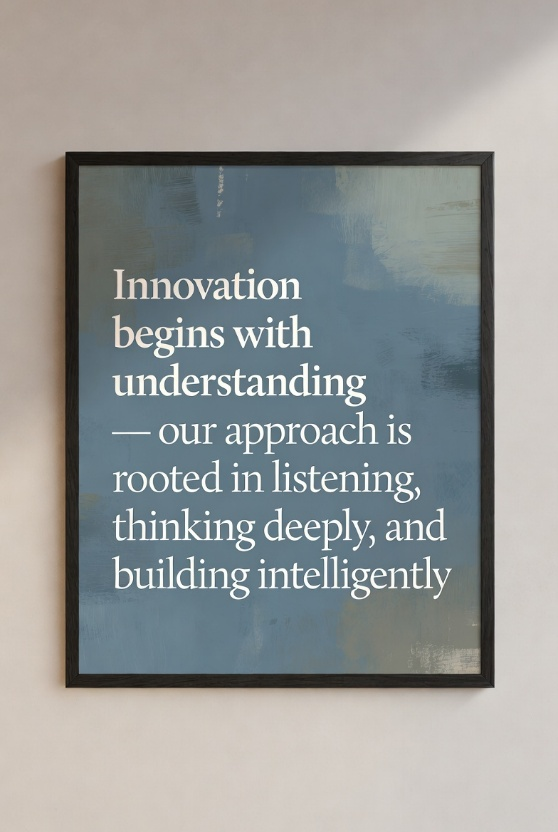 Innovation
begins with
understanding
— our approach is
rooted in listening,
thinking deeply, and
building intelligently